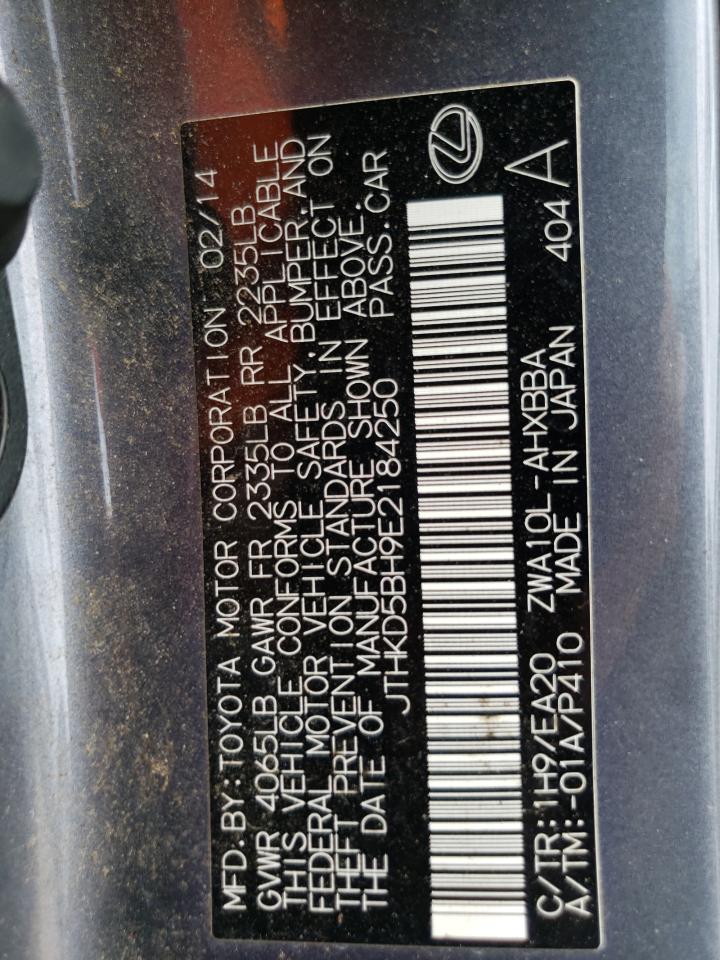 MFD.BY:TOYOTA MOTOR CORPORATION 02/14
GVWR 4065LB GAWR FR 2335LB RR 2235LB
THIS VEHICLE CONFORMS TO ALL APPLICABLE
FEDERAL MOTOR VEHICLE SAFETY,BUMPER,AND
THEFT PREVENTION STANDARDS IN EFFECT ON
THE DATE OF MANUFACTURE SHOWN ABOVE.
JTHKD5BH9E2184250 PASS.CAR
C/TR:1H9/EA20 ZWA10L-AHXBBA
A/TM:-01A/P410 MADE IN JAPAN 404 A